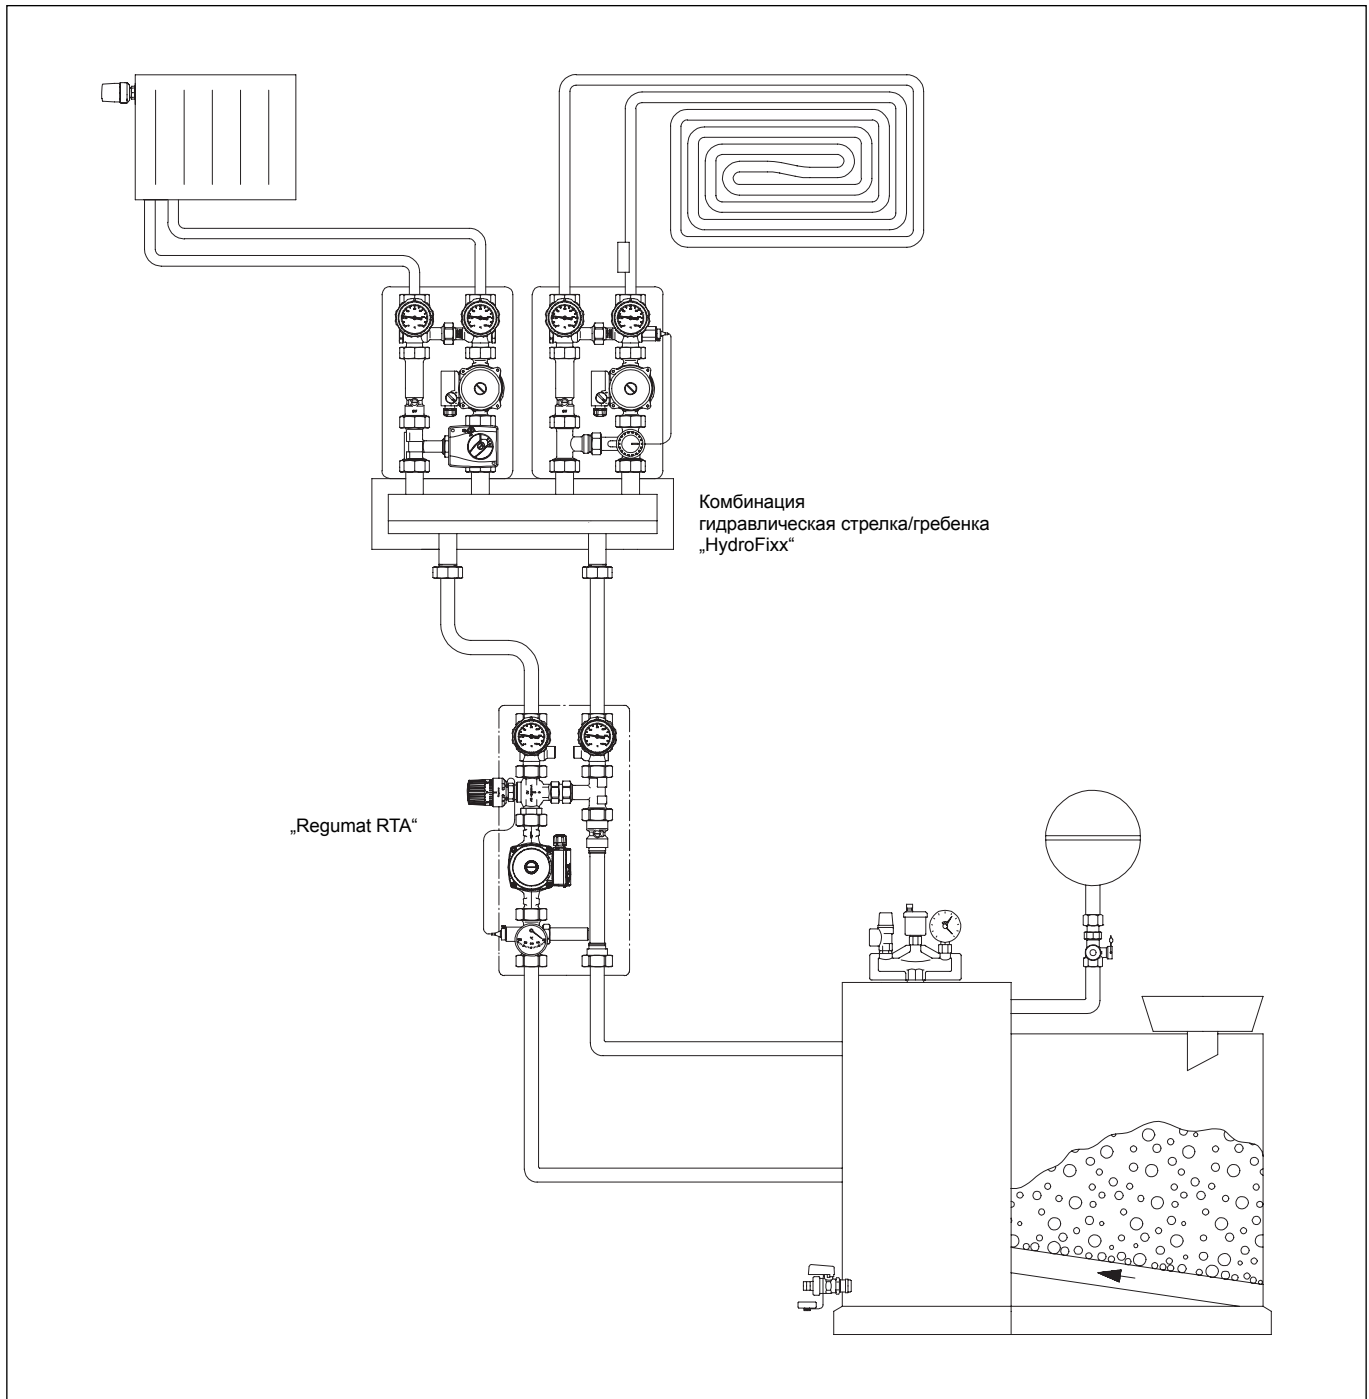 Комбинация
гидравлическая стрелка/гребенка
„HydroFixx“
„Regumat RTA“